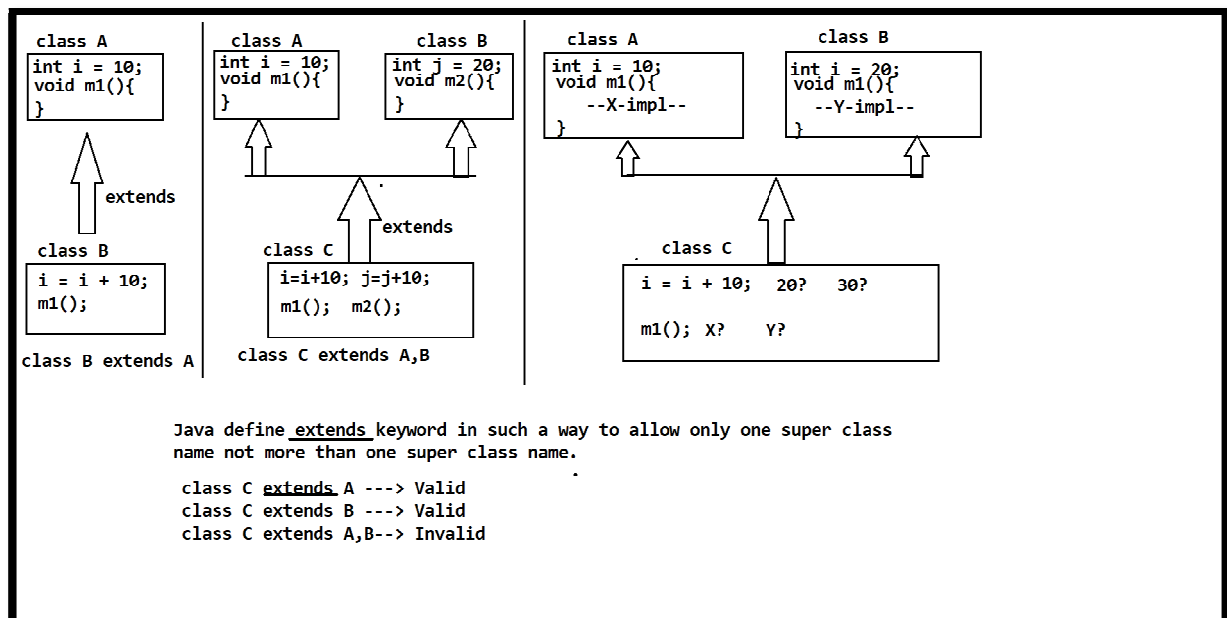 class A
int i = 10;
void m1(){
}
extends
class B
i = i + 10;
m1();
class B extends A
class A
int i = 10;
void m1(){
}
class B
int j = 20;
void m2(){
}
extends
class C
i=i+10; j=j+10;
m1(); m2();
class C extends A,B
class A
int i = 10;
void m1(){
--X-impl--
}
class B
int i = 20;
void m1(){
--Y-impl--
}
class C
i = i + 10; 20? 30?
m1(); X? Y?
Java define extends keyword in such a way to allow only one super class
name not more than one super class name.
class C extends A ---> Valid
class C extends B ---> Valid
class C extends A,B--> Invalid